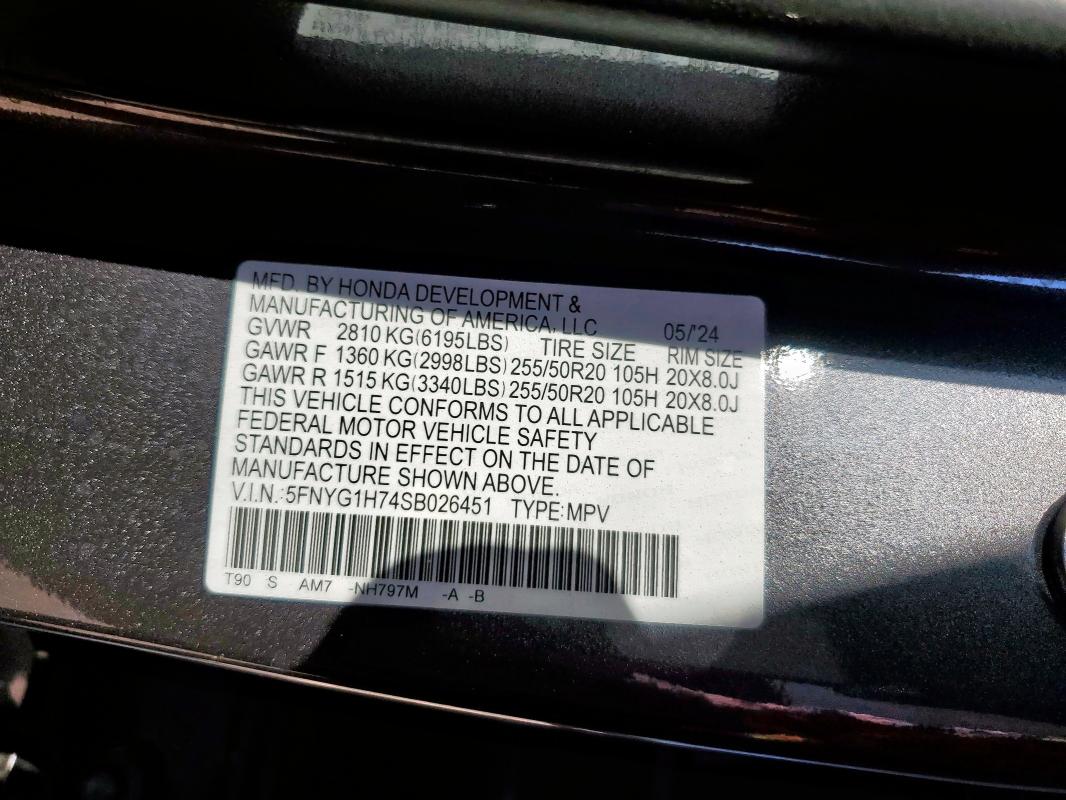 MFD. BY HONDA DEVELOPMENT &
MANUFACTURING OF AMERICA, LLC 05/'24
GVWR 2810 KG(6195LBS) TIRE SIZE RIM SIZE
GAWR F 1360 KG(2998LBS) 255/50R20 105H 20X8.0J
GAWR R 1515 KG(3340LBS) 255/50R20 105H 20X8.0J
THIS VEHICLE CONFORMS TO ALL APPLICABLE
FEDERAL MOTOR VEHICLE SAFETY
STANDARDS IN EFFECT ON THE DATE OF
MANUFACTURE SHOWN ABOVE.
V.I.N.:5FNYG1H74SB026451 TYPE:MPV
T90 S AM7 -NH797M -A -B